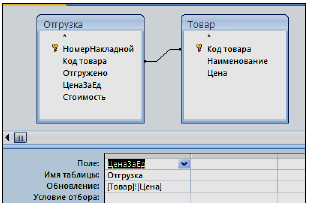 Отгрузка
*
НомерНакладной
Код товара
Отгружено
ЦенаЗаЕд
Стоимость
Товар
*
Код товара
Наименование
Цена
Поле: ЦенаЗаЕд
Имя таблицы: Отгрузка
Обновление: [Товар]![Цена]
Условие отбора: